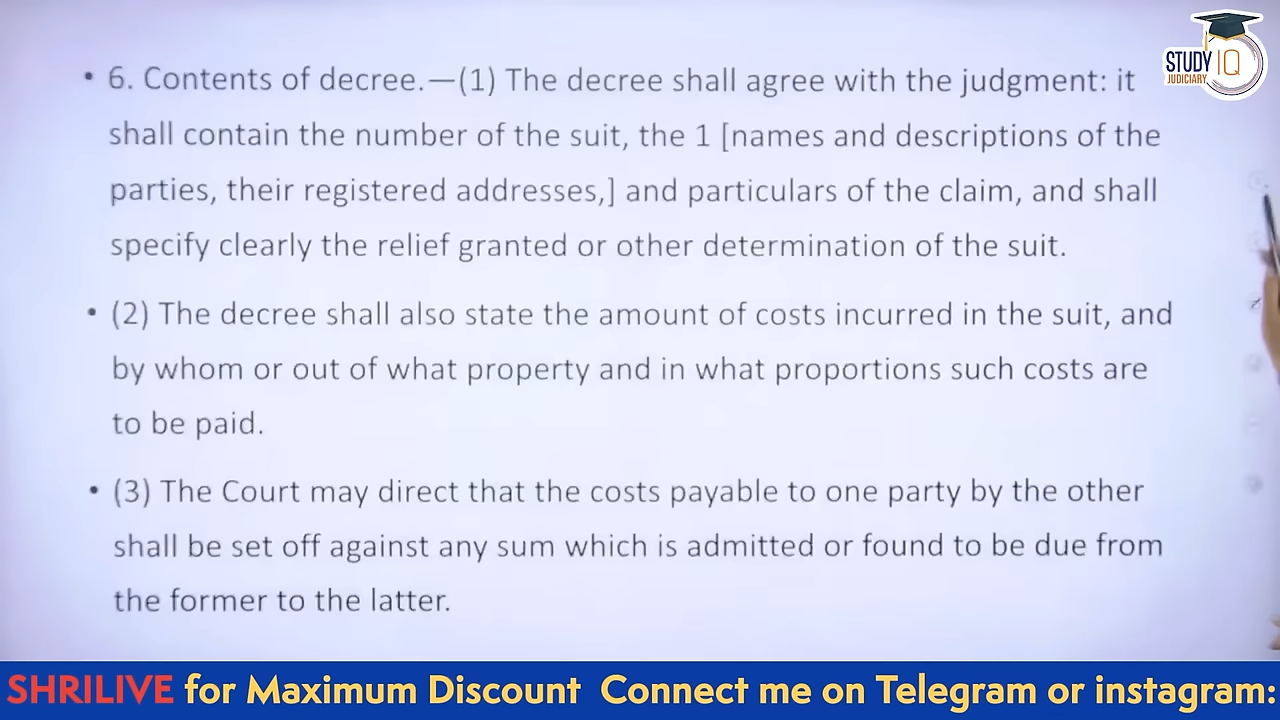 • 6. Contents of decree.—(1) The decree shall agree with the judgment: it
shall contain the number of the suit, the 1 [names and descriptions of the
parties, their registered addresses,] and particulars of the claim, and shall
specify clearly the relief granted or other determination of the suit.
• (2) The decree shall also state the amount of costs incurred in the suit, and
by whom or out of what property and in what proportions such costs are
to be paid.
• (3) The Court may direct that the costs payable to one party by the other
shall be set off against any sum which is admitted or found to be due from
the former to the latter.
STUDY IQ
JUDICIARY
SHRILIVE for Maximum Discount Connect me on Telegram or instagram: